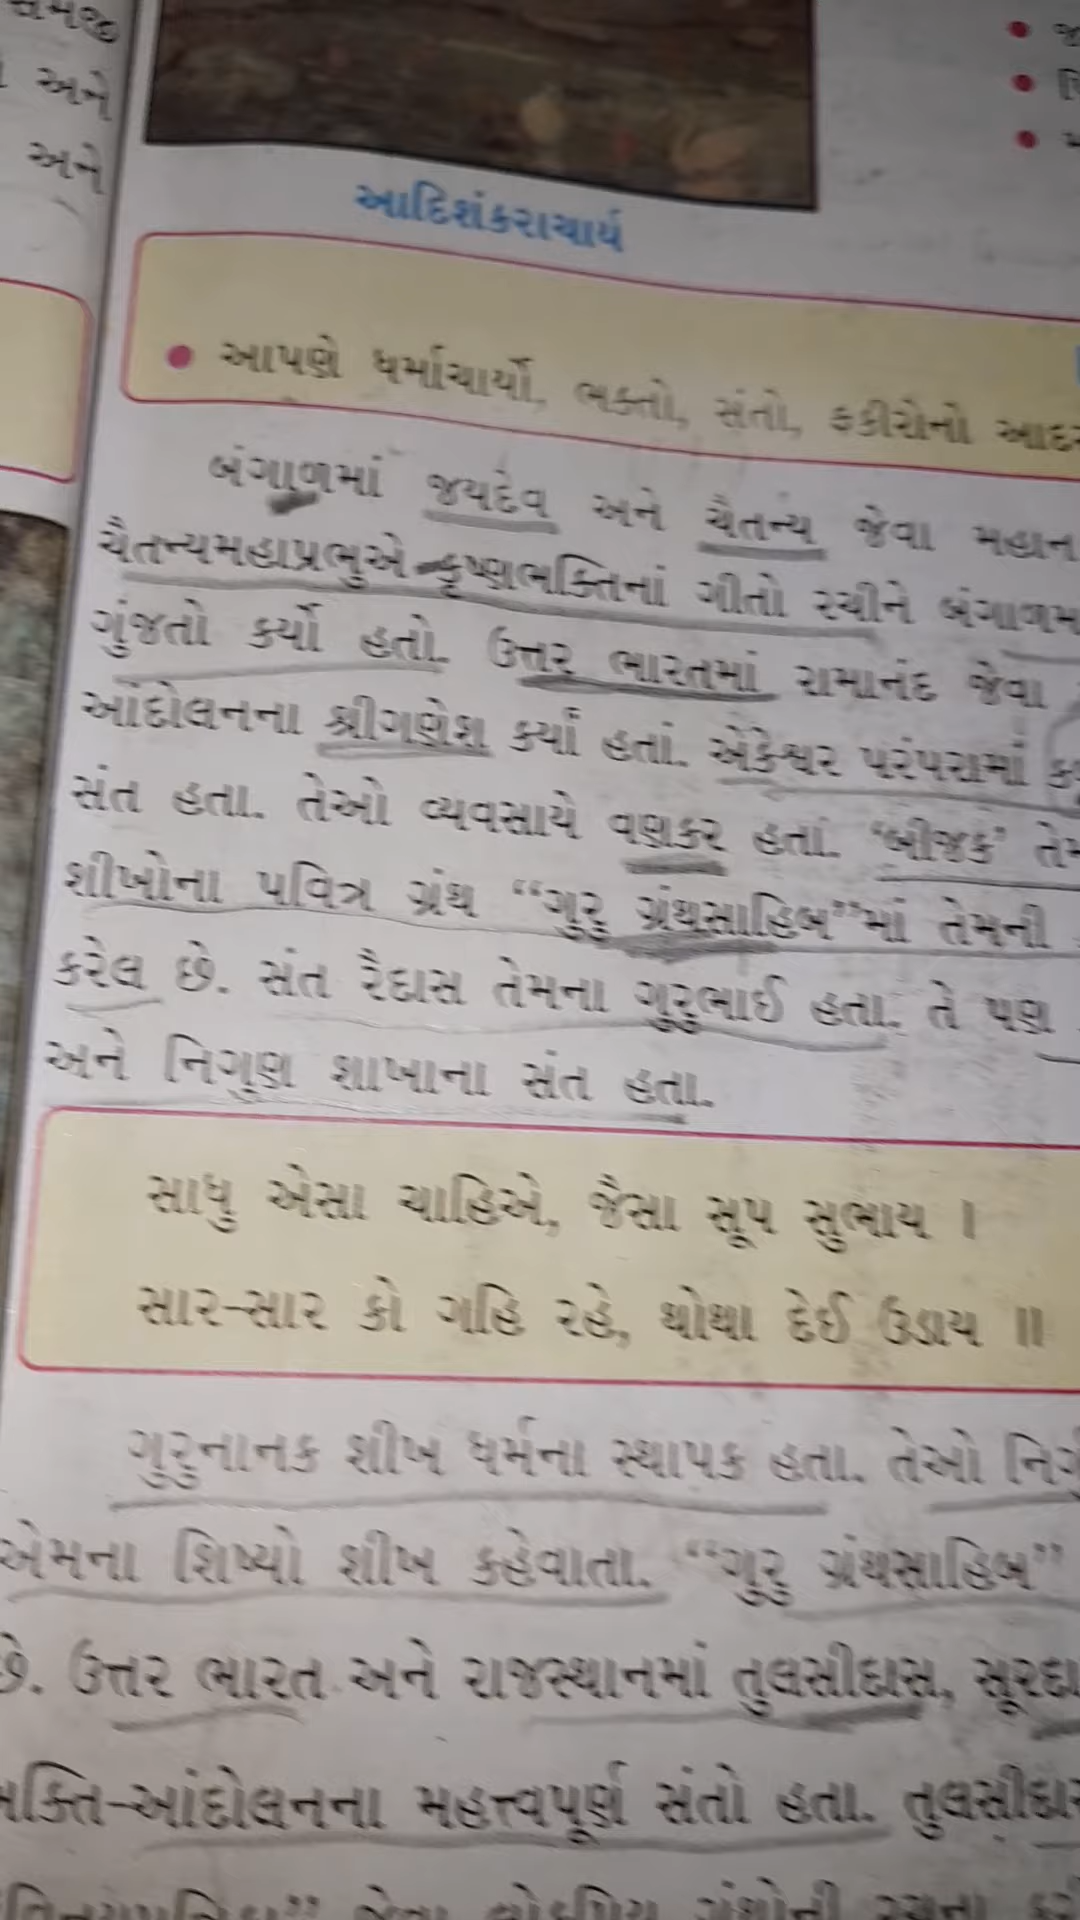 અને
અને
આદિશંકરાચાર્ય
આપણે ધર્માચાર્યો, ભક્તો, સંતો, ફકીરોનો
બંગાળમાં જયદેવ અને ચૈતન્ય જેવા મહાન
ચૈતન્યમહાપ્રભુએ કૃષ્ણભક્તિનાં ગીતો રચીને
ગુંજતો કર્યો હતો. ઉત્તર ભારતમાં રામાનંદ જેવા
આંદોલનના શ્રીગણેશ કર્યાં હતાં. એકેશ્વર પરંપરામાં
સંત હતા. તેઓ વ્યવસાયે વણકર હતાં. ‘બીજક’
શીખોના પવિત્ર ગ્રંથ “ગુરુ ગ્રંથસાહિબ”માં તેમની
કરેલ છે. સંત રૈદાસ તેમના ગુરુભાઈ હતા. તે પણ
અને નિગુણ શાખાના સંત હતા.
સાધુ એસા ચાહિએ, જૈસા સૂપ સુભાય ।
સાર-સાર કો ગહિ રહે, થોથા દેઈ ઉડાય ॥
ગુરુનાનક શીખ ધર્મના સ્થાપક હતા. તેઓ
એમના શિષ્યો શીખ કહેવાતા. “ગુરુ ગ્રંથસાહિબ”
છે. ઉત્તર ભારત અને રાજસ્થાનમાં તુલસીદાસ,
ભક્તિ-આંદોલનના મહત્ત્વપૂર્ણ સંતો હતા.